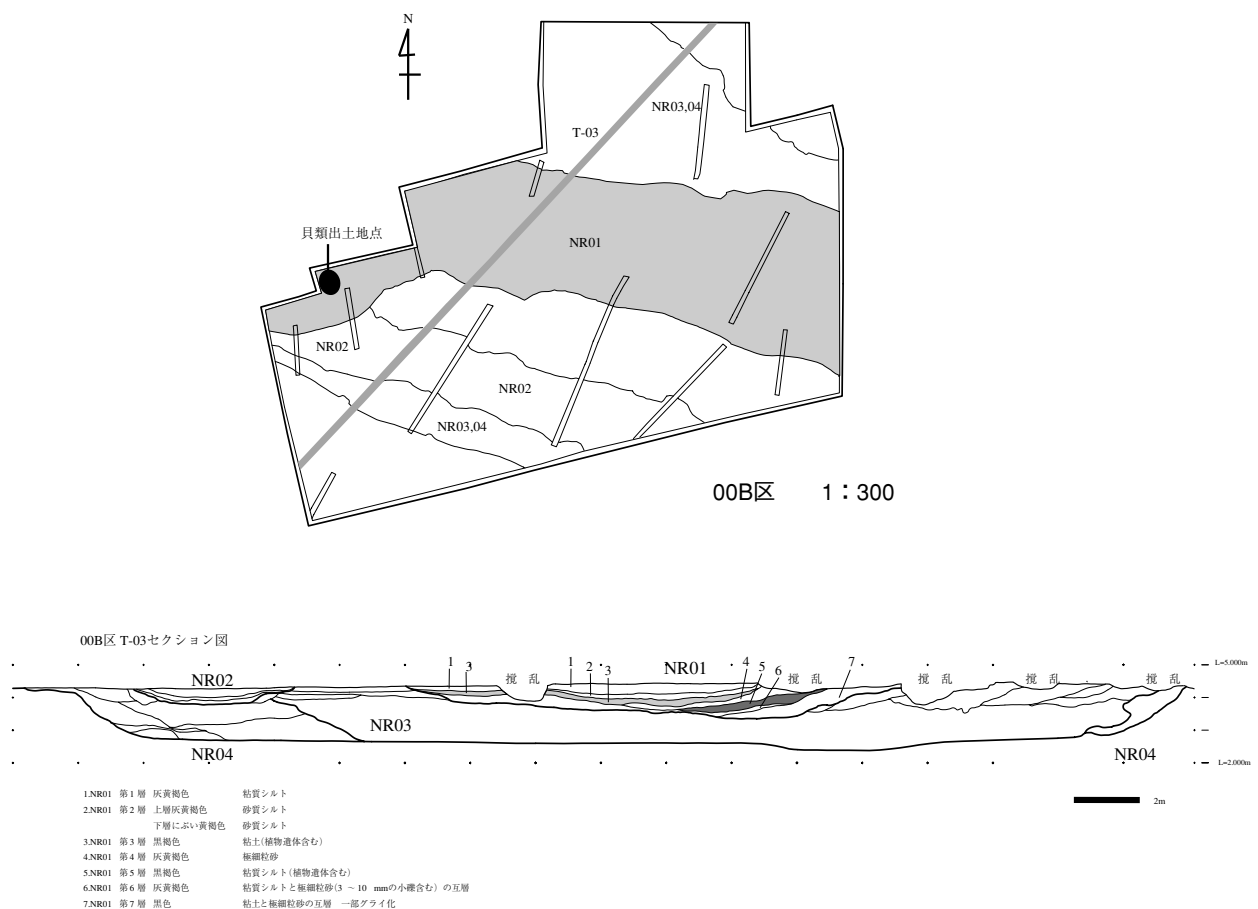 N
NR03,04
T-03
貝類出土地点
NR01
NR02
NR02
NR03,04
00B区 1：300
00B区 T-03セクション図
1 3 1 2 3 NR01 4 5 6 7
L=5.000m
NR02 攪乱 攪乱 攪乱 攪乱 攪乱
NR03
NR04 NR04
L=2.000m
2m
1.NR01 第1層 灰黄褐色 粘質シルト
2.NR01 第2層 上層灰黄褐色 砂質シルト
下層にぶい黄褐色 砂質シルト
3.NR01 第3層 黒褐色 粘土(植物遺体含む)
4.NR01 第4層 灰黄褐色 極細粒砂
5.NR01 第5層 黒褐色 粘質シルト(植物遺体含む)
6.NR01 第6層 灰黄褐色 粘質シルトと極細粒砂(3 ～ 10 mmの小礫含む) の互層
7.NR01 第7層 黒色 粘土と極細粒砂の互層 一部グライ化